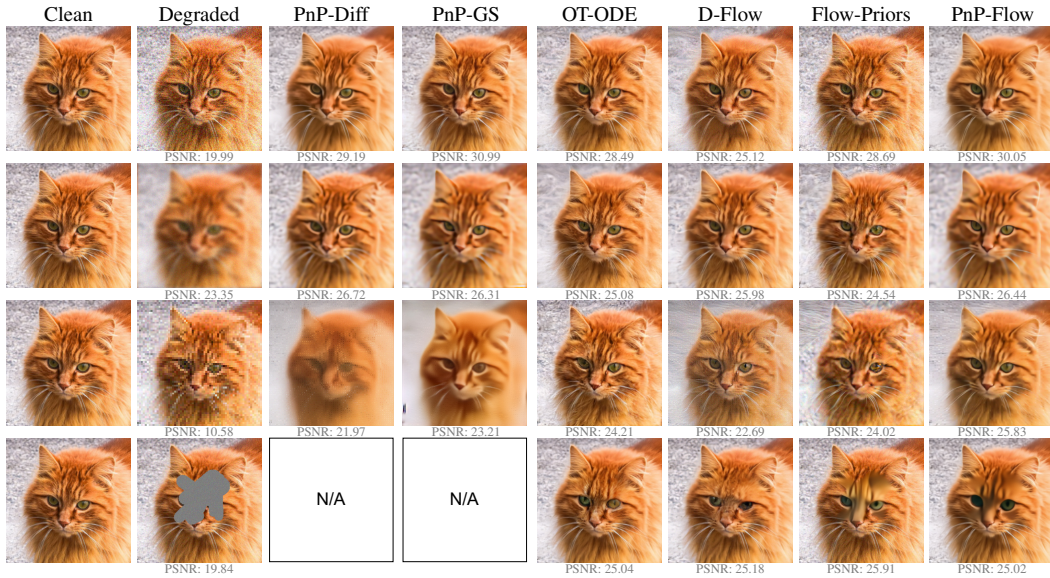 Clean Degraded PnP-Diff PnP-GS OT-ODE D-Flow Flow-Priors PnP-Flow
PSNR: 19.99 PSNR: 29.19 PSNR: 30.99 PSNR: 28.49 PSNR: 25.12 PSNR: 28.69 PSNR: 30.05
PSNR: 23.35 PSNR: 26.72 PSNR: 26.31 PSNR: 25.08 PSNR: 25.98 PSNR: 24.54 PSNR: 26.44
PSNR: 10.58 PSNR: 21.97 PSNR: 23.21 PSNR: 24.21 PSNR: 22.69 PSNR: 24.02 PSNR: 25.83
N/A N/A
PSNR: 19.84 PSNR: 25.04 PSNR: 25.18 PSNR: 25.91 PSNR: 25.02